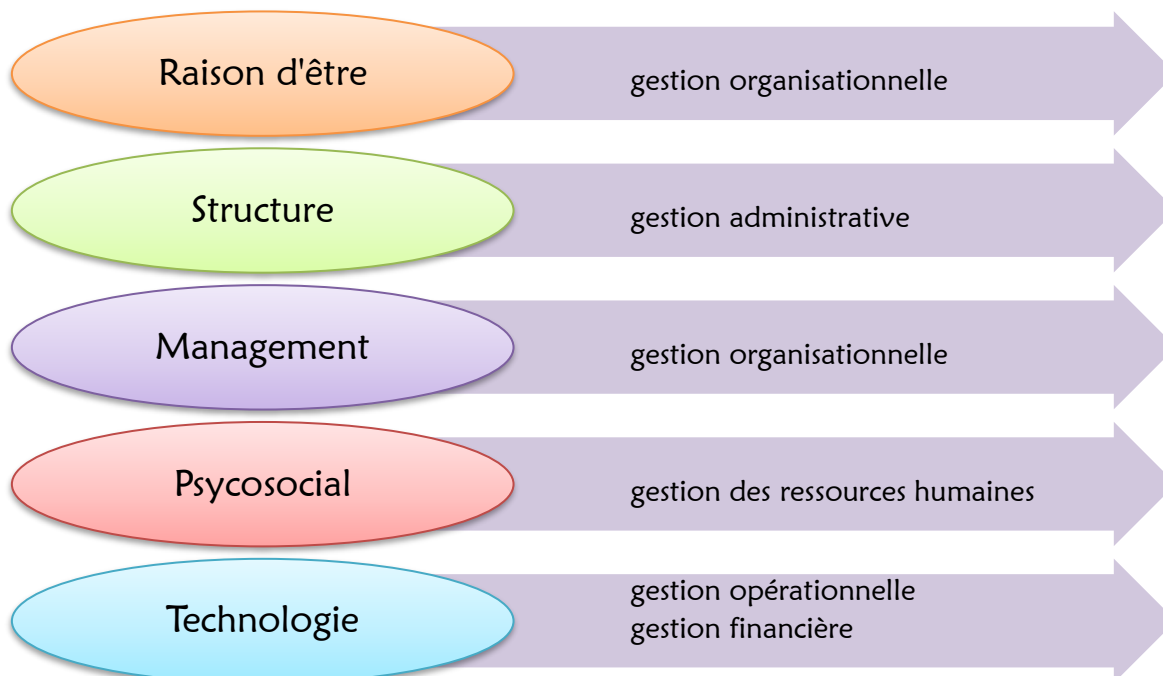 Raison d'être
gestion organisationnelle
Structure
gestion administrative
Management
gestion organisationnelle
Psycosocial
gestion des ressources humaines
Technologie
gestion opérationnelle
gestion financière